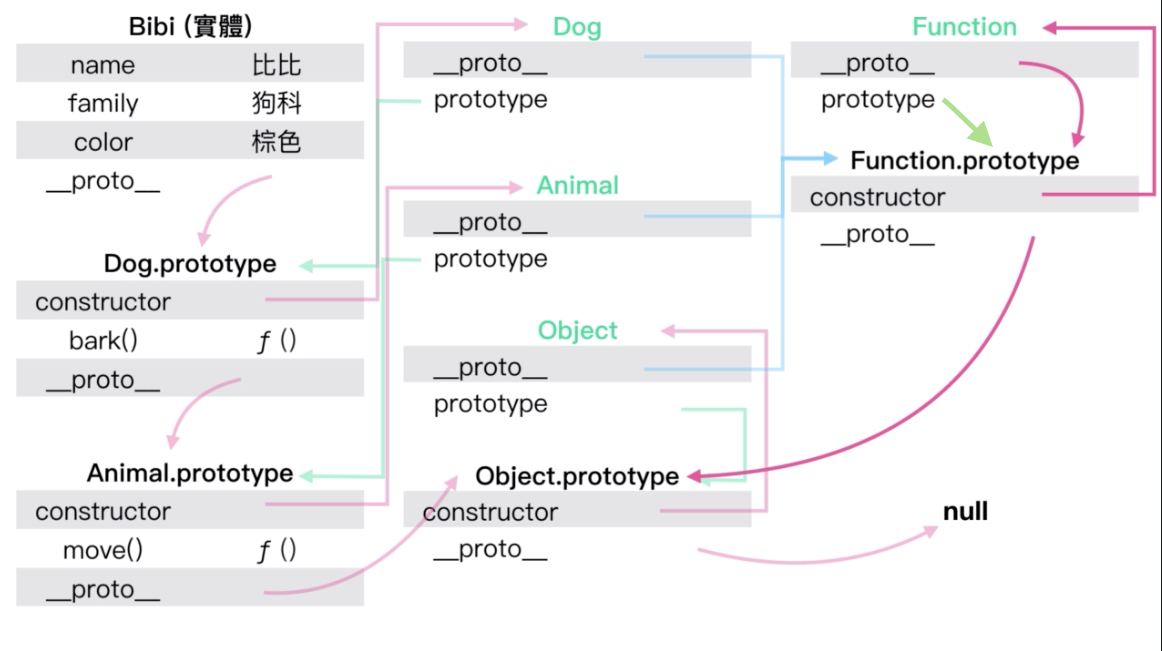 Bibi (實體)
name 比比
family 狗科
color 棕色
__proto__
Dog.prototype
constructor
bark() ƒ ()
__proto__
Animal.prototype
constructor
move() ƒ ()
__proto__
Dog
__proto__
prototype
Animal
__proto__
prototype
Object
__proto__
prototype
Object.prototype
constructor
__proto__
Function
__proto__
prototype
Function.prototype
constructor
__proto__
null